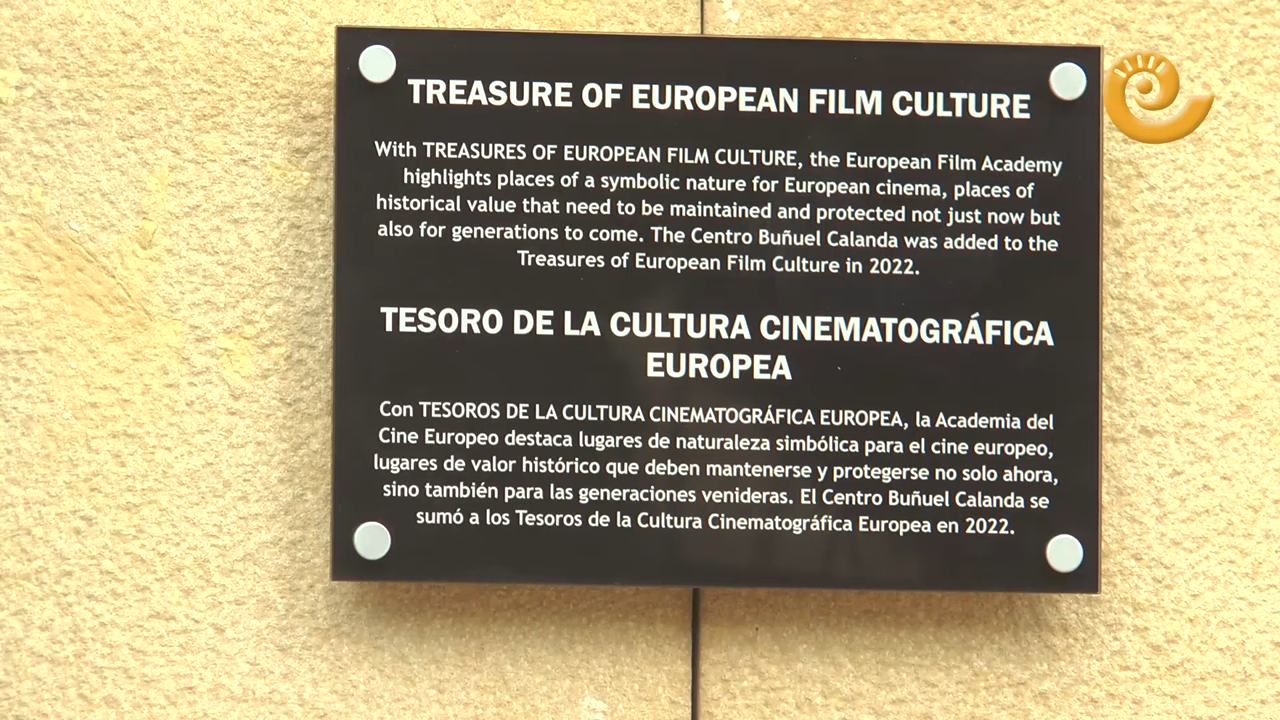 TREASURE OF EUROPEAN FILM CULTURE
With TREASURES OF EUROPEAN FILM CULTURE, the European Film Academy
highlights places of a symbolic nature for European cinema, places of
historical value that need to be maintained and protected not just now but
also for generations to come. The Centro Buñuel Calanda was added to the
Treasures of European Film Culture in 2022.
TESORO DE LA CULTURA CINEMATOGRÁFICA
EUROPEA
Con TESOROS DE LA CULTURA CINEMATOGRÁFICA EUROPEA, la Academia del
Cine Europeo destaca lugares de naturaleza simbólica para el cine europeo,
lugares de valor histórico que deben mantenerse y protegerse no solo ahora,
sino también para las generaciones venideras. El Centro Buñuel Calanda se
sumó a los Tesoros de la Cultura Cinematográfica Europea en 2022.